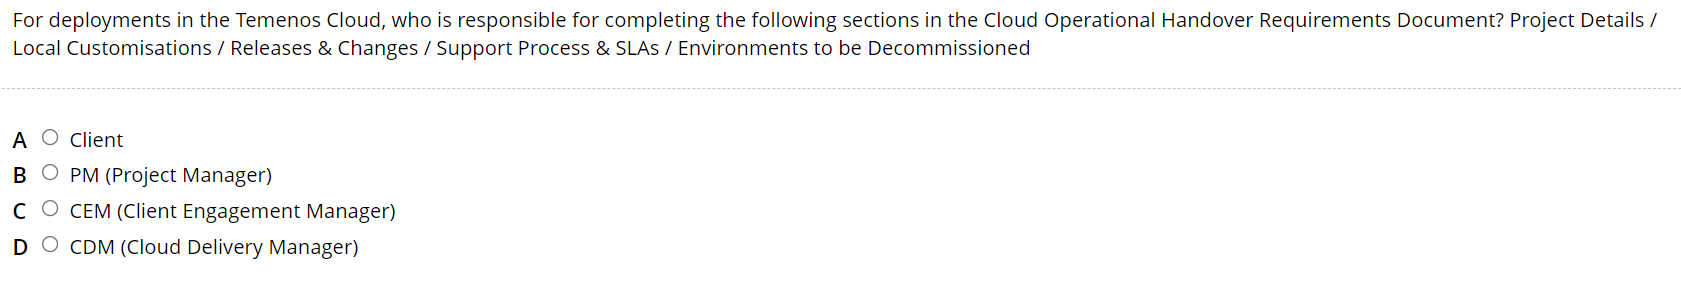 For deployments in the Temenos Cloud, who is responsible for completing the following sections in the Cloud Operational Handover Requirements Document? Project Details /
Local Customisations / Releases & Changes / Support Process & SLAs / Environments to be Decommissioned
A Client
B PM (Project Manager)
C CEM (Client Engagement Manager)
D CDM (Cloud Delivery Manager)